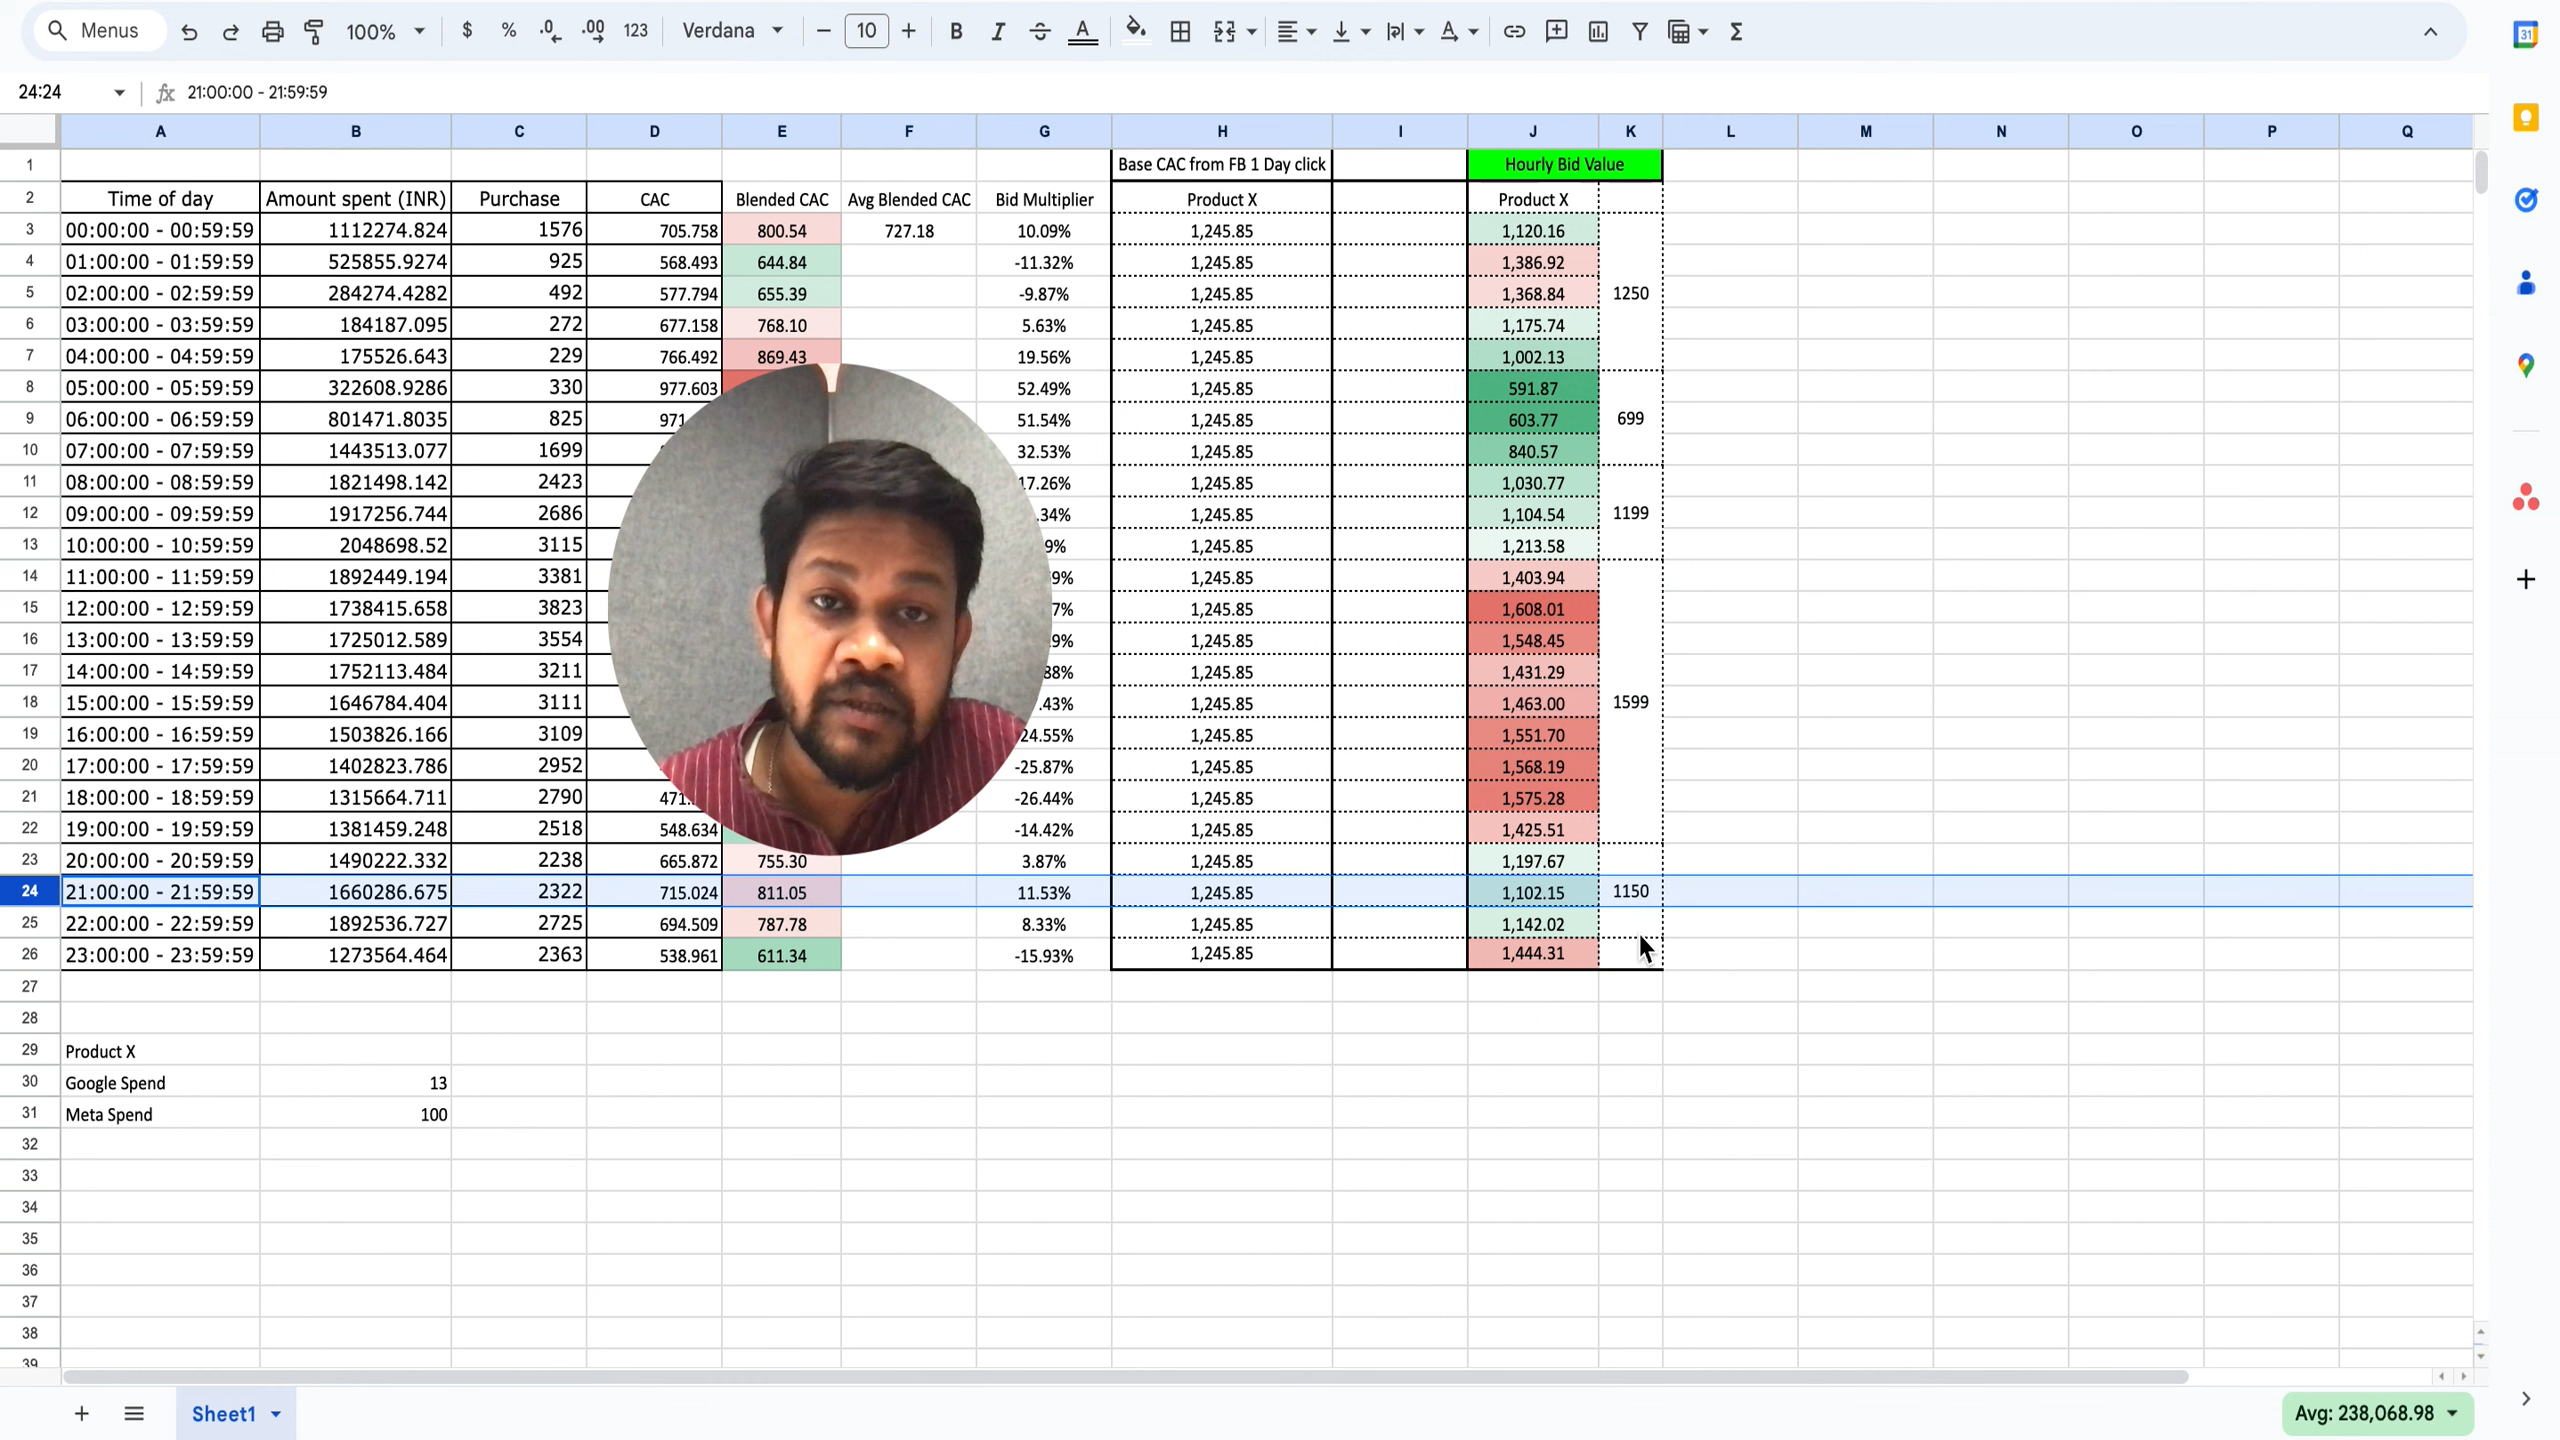 Menus 100% $ % .0 .00 123 Verdana 10 B I A
24:24 fx 21:00:00 - 21:59:59
A B C D E F G H I J K L M N O P Q
1 Base CAC from FB 1 Day click Hourly Bid Value
2 Time of day Amount spent (INR) Purchase CAC Blended CAC Avg Blended CAC Bid Multiplier Product X Product X
3 00:00:00 - 00:59:59 1112274.824 1576 705.758 800.54 727.18 10.09% 1,245.85 1,120.16
4 01:00:00 - 01:59:59 525855.9274 925 568.493 644.84 -11.32% 1,245.85 1,386.92
5 02:00:00 - 02:59:59 284274.4282 492 577.794 655.39 -9.87% 1,245.85 1,368.84 1250
6 03:00:00 - 03:59:59 184187.095 272 677.158 768.10 5.63% 1,245.85 1,175.74
7 04:00:00 - 04:59:59 175526.643 229 766.492 869.43 19.56% 1,245.85 1,002.13
8 05:00:00 - 05:59:59 322608.9286 330 977.603 52.49% 1,245.85 591.87
9 06:00:00 - 06:59:59 801471.8035 825 971 51.54% 1,245.85 603.77 699
10 07:00:00 - 07:59:59 1443513.077 1699 32.53% 1,245.85 840.57
11 08:00:00 - 08:59:59 1821498.142 2423 17.26% 1,245.85 1,030.77
12 09:00:00 - 09:59:59 1917256.744 2686 .34% 1,245.85 1,104.54 1199
13 10:00:00 - 10:59:59 2048698.52 3115 9% 1,245.85 1,213.58
14 11:00:00 - 11:59:59 1892449.194 3381 9% 1,245.85 1,403.94
15 12:00:00 - 12:59:59 1738415.658 3823 7% 1,245.85 1,608.01
16 13:00:00 - 13:59:59 1725012.589 3554 9% 1,245.85 1,548.45
17 14:00:00 - 14:59:59 1752113.484 3211 88% 1,245.85 1,431.29
18 15:00:00 - 15:59:59 1646784.404 3111 .43% 1,245.85 1,463.00 1599
19 16:00:00 - 16:59:59 1503826.166 3109 24.55% 1,245.85 1,551.70
20 17:00:00 - 17:59:59 1402823.786 2952 -25.87% 1,245.85 1,568.19
21 18:00:00 - 18:59:59 1315664.711 2790 471. -26.44% 1,245.85 1,575.28
22 19:00:00 - 19:59:59 1381459.248 2518 548.634 -14.42% 1,245.85 1,425.51
23 20:00:00 - 20:59:59 1490222.332 2238 665.872 755.30 3.87% 1,245.85 1,197.67
24 21:00:00 - 21:59:59 1660286.675 2322 715.024 811.05 11.53% 1,245.85 1,102.15 1150
25 22:00:00 - 22:59:59 1892536.727 2725 694.509 787.78 8.33% 1,245.85 1,142.02
26 23:00:00 - 23:59:59 1273564.464 2363 538.961 611.34 -15.93% 1,245.85 1,444.31
27
28
29 Product X
30 Google Spend 13
31 Meta Spend 100
32
33
34
35
36
37
38
39
Sheet1 Avg: 238,068.98
31